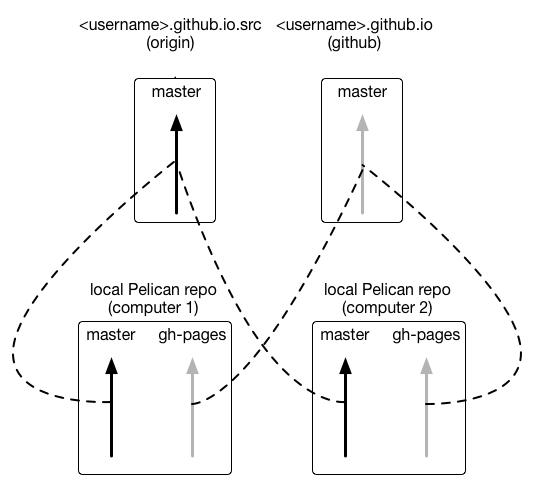 <username>.github.io.src
(origin)
<username>.github.io
(github)
master
master
local Pelican repo
(computer 1)
local Pelican repo
(computer 2)
master
gh-pages
master
gh-pages